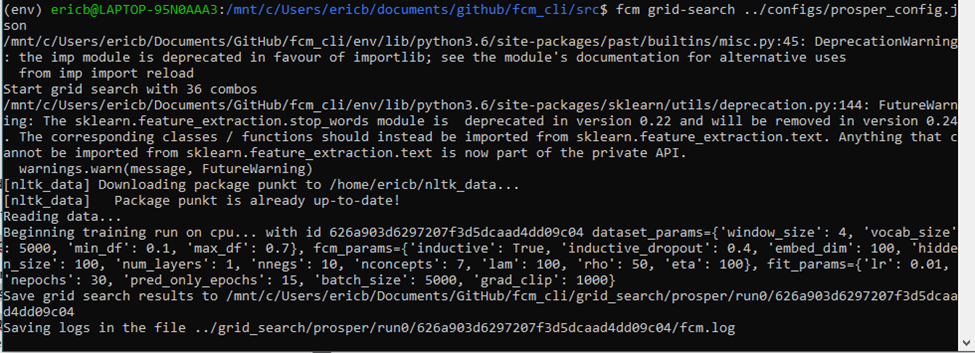 (env) ericb@LAPTOP-95N0AAA3:/mnt/c/Users/ericb/documents/github/fcm_cli/src$ fcm grid-search ../configs/prosper_config.j
son
/mnt/c/Users/ericb/Documents/GitHub/fcm_cli/env/lib/python3.6/site-packages/past/builtins/misc.py:45: DeprecationWarning
: the imp module is deprecated in favour of importlib; see the module's documentation for alternative uses
  from imp import reload
Start grid search with 36 combos
/mnt/c/Users/ericb/Documents/GitHub/fcm_cli/env/lib/python3.6/site-packages/sklearn/utils/deprecation.py:144: FutureWarn
ing: The sklearn.feature_extraction.stop_words module is  deprecated in version 0.22 and will be removed in version 0.24
. The corresponding classes / functions should instead be imported from sklearn.feature_extraction.text. Anything that c
annot be imported from sklearn.feature_extraction.text is now part of the private API.
  warnings.warn(message, FutureWarning)
[nltk_data] Downloading package punkt to /home/ericb/nltk_data...
[nltk_data]   Package punkt is already up-to-date!
Reading data...
Beginning training run on cpu... with id 626a903d6297207f3d5dcaad4dd09c04 dataset_params={'window_size': 4, 'vocab_size'
: 5000, 'min_df': 0.1, 'max_df': 0.7}, fcm_params={'inductive': True, 'inductive_dropout': 0.4, 'embed_dim': 100, 'hidde
n_size': 100, 'num_layers': 1, 'nnegs': 10, 'nconcepts': 7, 'lam': 100, 'rho': 50, 'eta': 100}, fit_params={'lr': 0.01,
'nepochs': 30, 'pred_only_epochs': 15, 'batch_size': 5000, 'grad_clip': 1000}
Save grid search results to /mnt/c/Users/ericb/Documents/GitHub/fcm_cli/grid_search/prosper/run0/626a903d6297207f3d5dcaa
d4dd09c04
Saving logs in the file ../grid_search/prosper/run0/626a903d6297207f3d5dcaad4dd09c04/fcm.log